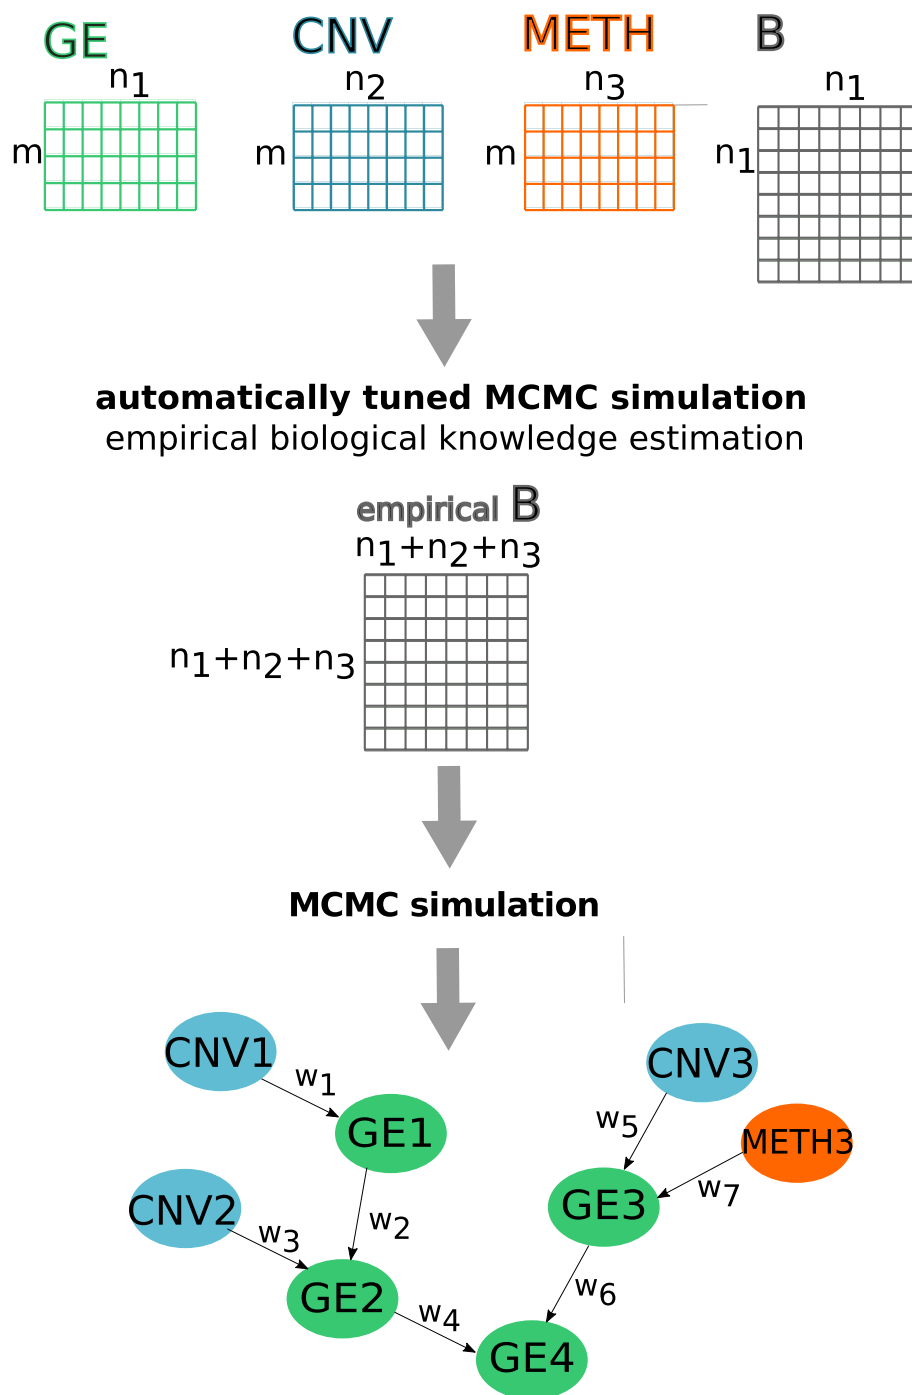 GE CNV METH B
n1 n2 n3 n1
m m m n1
automatically tuned MCMC simulation
empirical biological knowledge estimation
empirical B
n1+n2+n3
n1+n2+n3
MCMC simulation
CNV1 CNV3
w1
GE1 w5 METH3
CNV2 GE3 w7
w3 w2
GE2 w6
w4
GE4